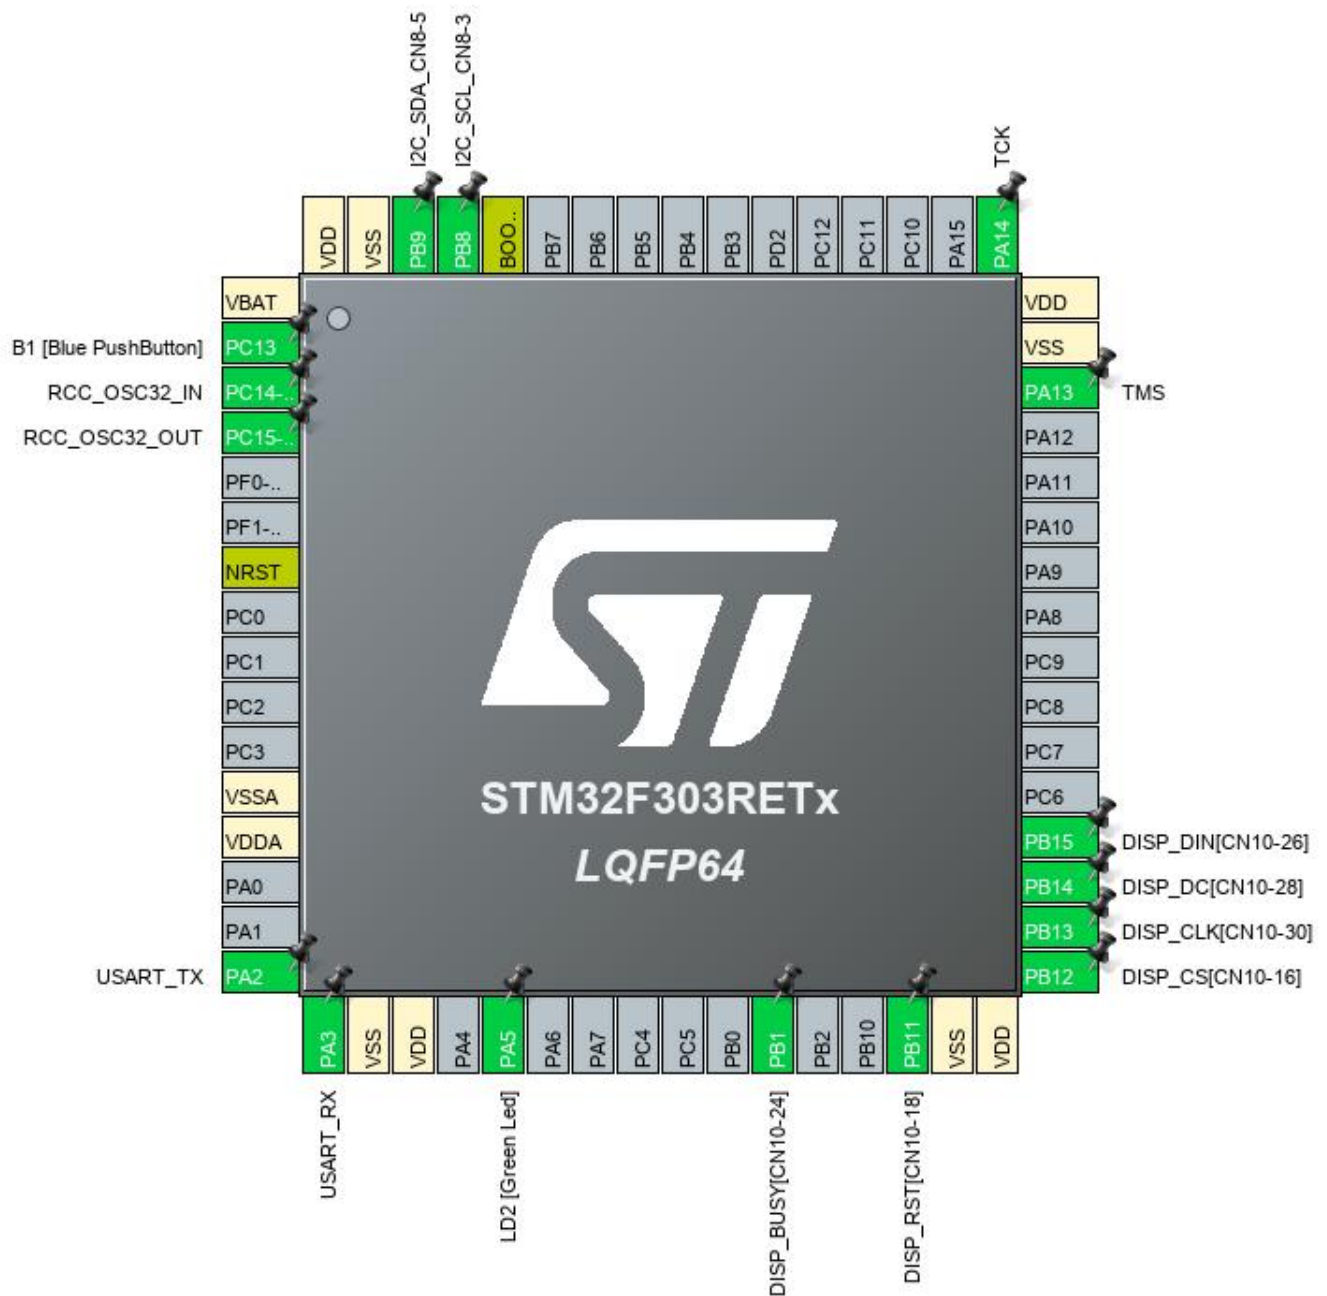 I2C_SDA_CN8-5
I2C_SCL_CN8-3
TCK
VDD
VSS
PB9
PB8
BOO..
PB7
PB6
PB5
PB4
PB3
PD2
PC12
PC11
PC10
PA15
PA14
VBAT
B1 [Blue PushButton]
PC13
RCC_OSC32_IN
PC14-..
RCC_OSC32_OUT
PC15-..
PF0-..
PF1-..
NRST
PC0
PC1
PC2
PC3
VSSA
VDDA
PA0
PA1
USART_TX
PA2
ST
STM32F303RETx
LQFP64
VDD
VSS
PA13
TMS
PA12
PA11
PA10
PA9
PA8
PC9
PC8
PC7
PC6
PB15
DISP_DIN[CN10-26]
PB14
DISP_DC[CN10-28]
PB13
DISP_CLK[CN10-30]
PB12
DISP_CS[CN10-16]
PA3
VSS
VDD
PA4
PA5
PA6
PA7
PC4
PC5
PB0
PB1
PB2
PB10
PB11
VSS
VDD
USART_RX
LD2 [Green Led]
DISP_BUSY[CN10-24]
DISP_RST[CN10-18]